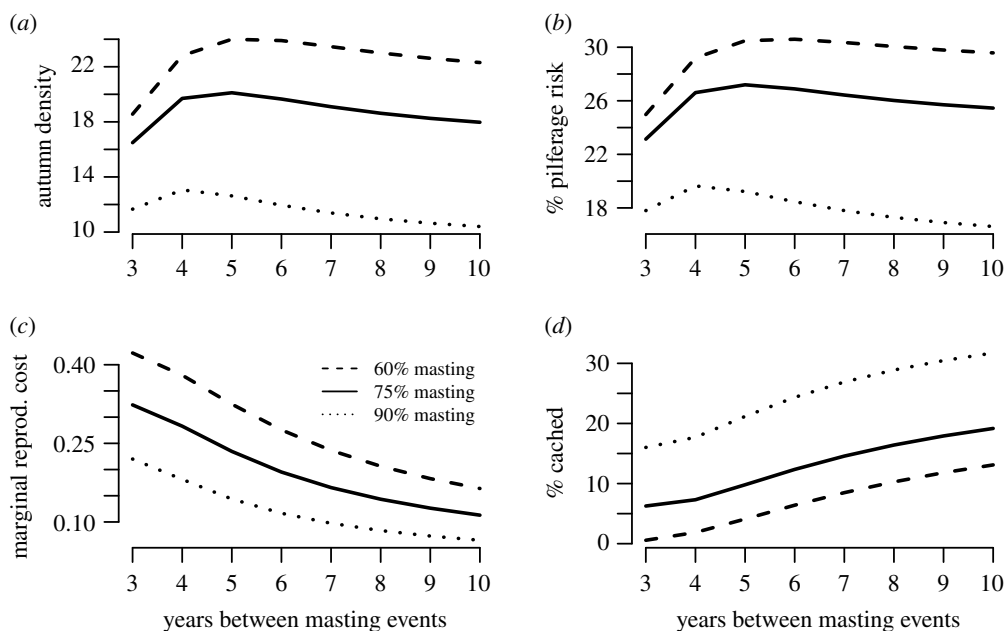 (a)
autumn density
22
18
14
10
3 4 5 6 7 8 9 10
(b)
% pilferage risk
30
26
22
18
3 4 5 6 7 8 9 10
(c)
marginal reprod. cost
0.40
0.25
0.10
60% masting
75% masting
90% masting
3 4 5 6 7 8 9 10
years between masting events
(d)
% cached
30
20
10
0
3 4 5 6 7 8 9 10
years between masting events